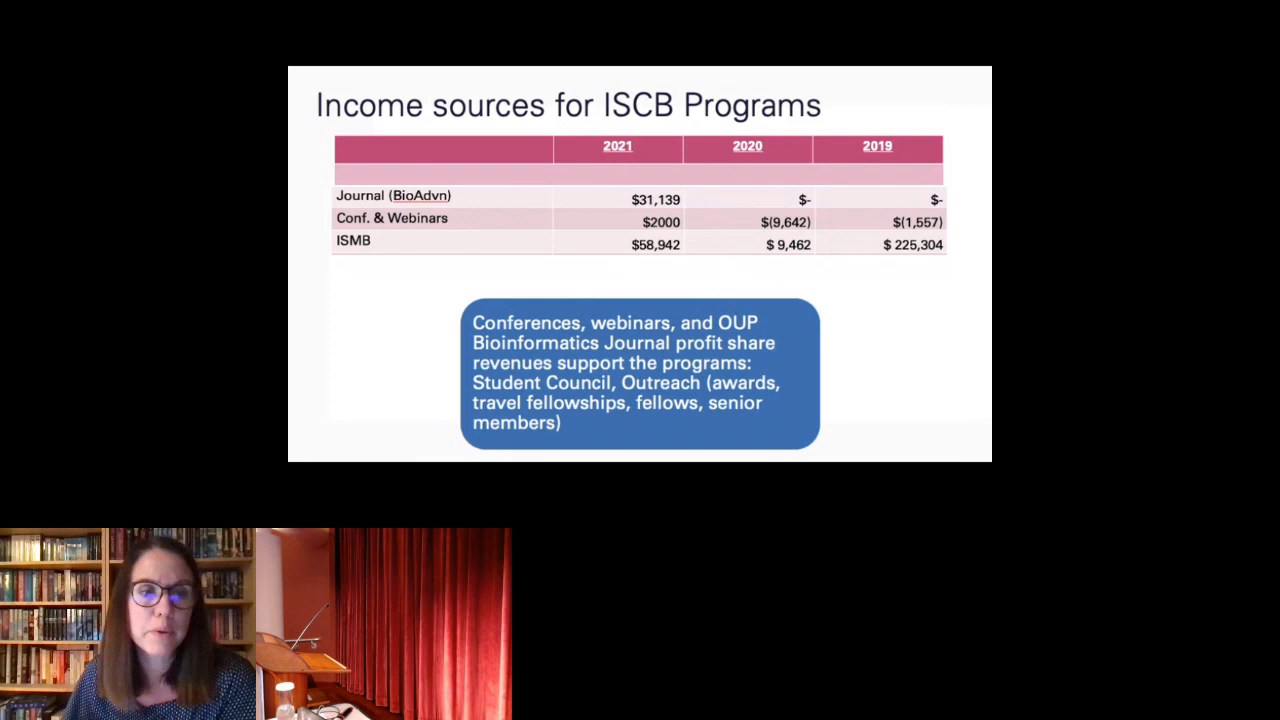 Income sources for ISCB Programs
2021 2020 2019
Journal (BioAdvn) $31,139 $- $-
Conf. & Webinars $2000 $(9,642) $(1,557)
ISMB $58,942 $ 9,462 $ 225,304
Conferences, webinars, and OUP
Bioinformatics Journal profit share
revenues support the programs:
Student Council, Outreach (awards,
travel fellowships, fellows, senior
members)